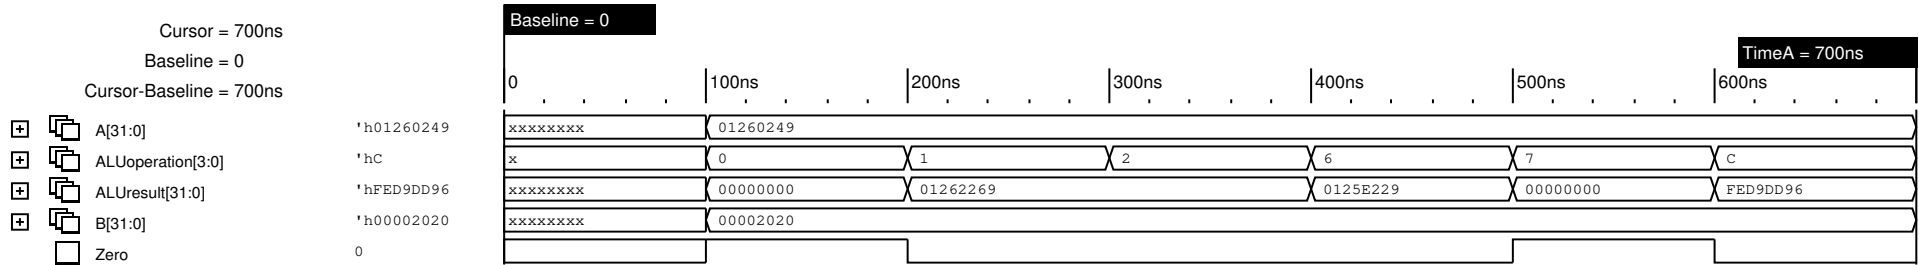 Baseline = 0
Cursor = 700ns
Baseline = 0
TimeA = 700ns
Cursor-Baseline = 700ns
0 100ns 200ns 300ns 400ns 500ns 600ns
A[31:0] 'h01260249 xxxxxxxx 01260249
ALUoperation[3:0] 'hC x 0 1 2 6 7 C
ALUresult[31:0] 'hFED9DD96 xxxxxxxx 00000000 01262269 0125E229 00000000 FED9DD96
B[31:0] 'h00002020 xxxxxxxx 00002020
Zero 0